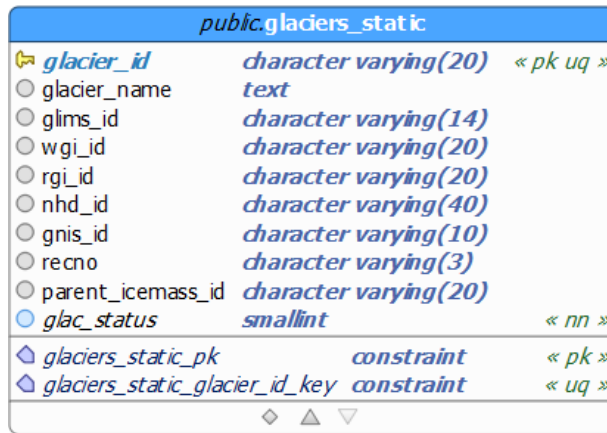 public.glaciers_static
glacier_id character varying(20) « pk uq »
glacier_name text
glims_id character varying(14)
wgi_id character varying(20)
rgi_id character varying(20)
nhd_id character varying(40)
gnis_id character varying(10)
recno character varying(3)
parent_icemass_id character varying(20)
glac_status smallint « nn »
glaciers_static_pk constraint « pk »
glaciers_static_glacier_id_key constraint « uq »